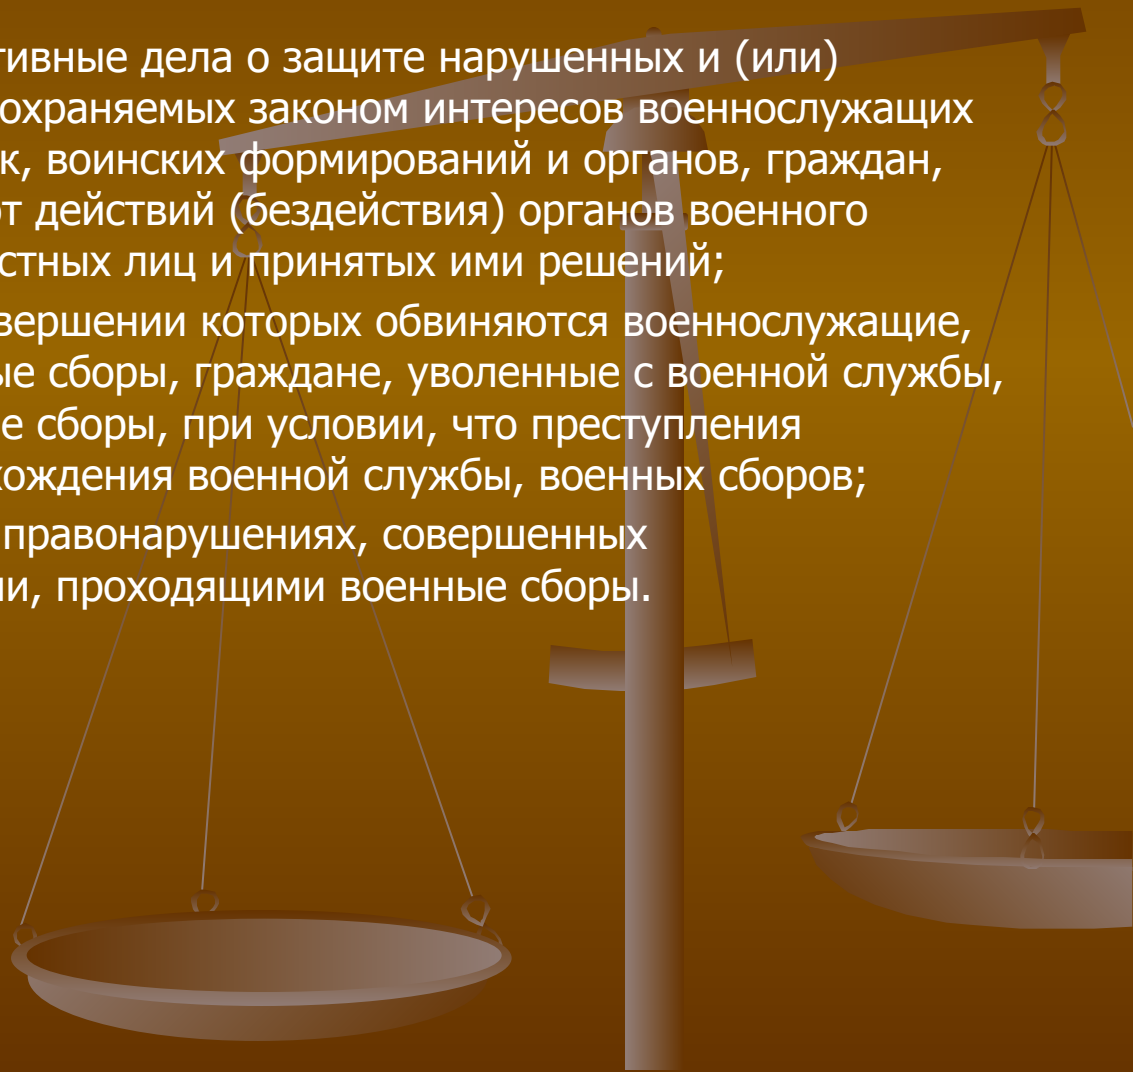 тивные дела о защите нарушенных и (или)
охраняемых законом интересов военнослужащих
к, воинских формирований и органов, граждан,
от действий (бездействия) органов военного
стных лиц и принятых ими решений;
вершении которых обвиняются военнослужащие,
ые сборы, граждане, уволенные с военной службы,
е сборы, при условии, что преступления
хождения военной службы, военных сборов;
правонарушениях, совершенных
и, проходящими военные сборы.